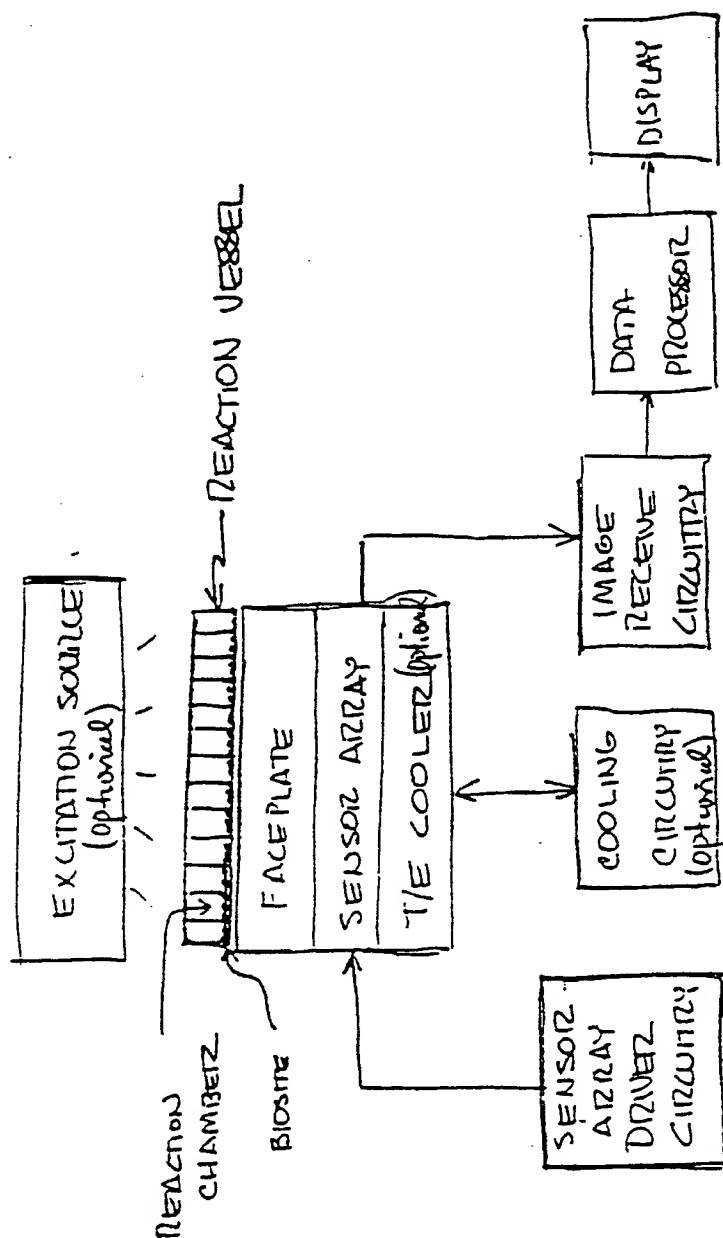 EXCITATION SOURCE
(optional)
REACTION VESSEL
REACTION
CHAMBER
BIOSITE
FACEPLATE
SENSOR ARRAY
T/E COOLER (optional)
SENSOR
ARRAY
DRIVER
CIRCUITRY
COOLING
CIRCUITRY
(optional)
IMAGE
RECEIVE
CIRCUITRY
DATA
PROCESSOR
DISPLAY